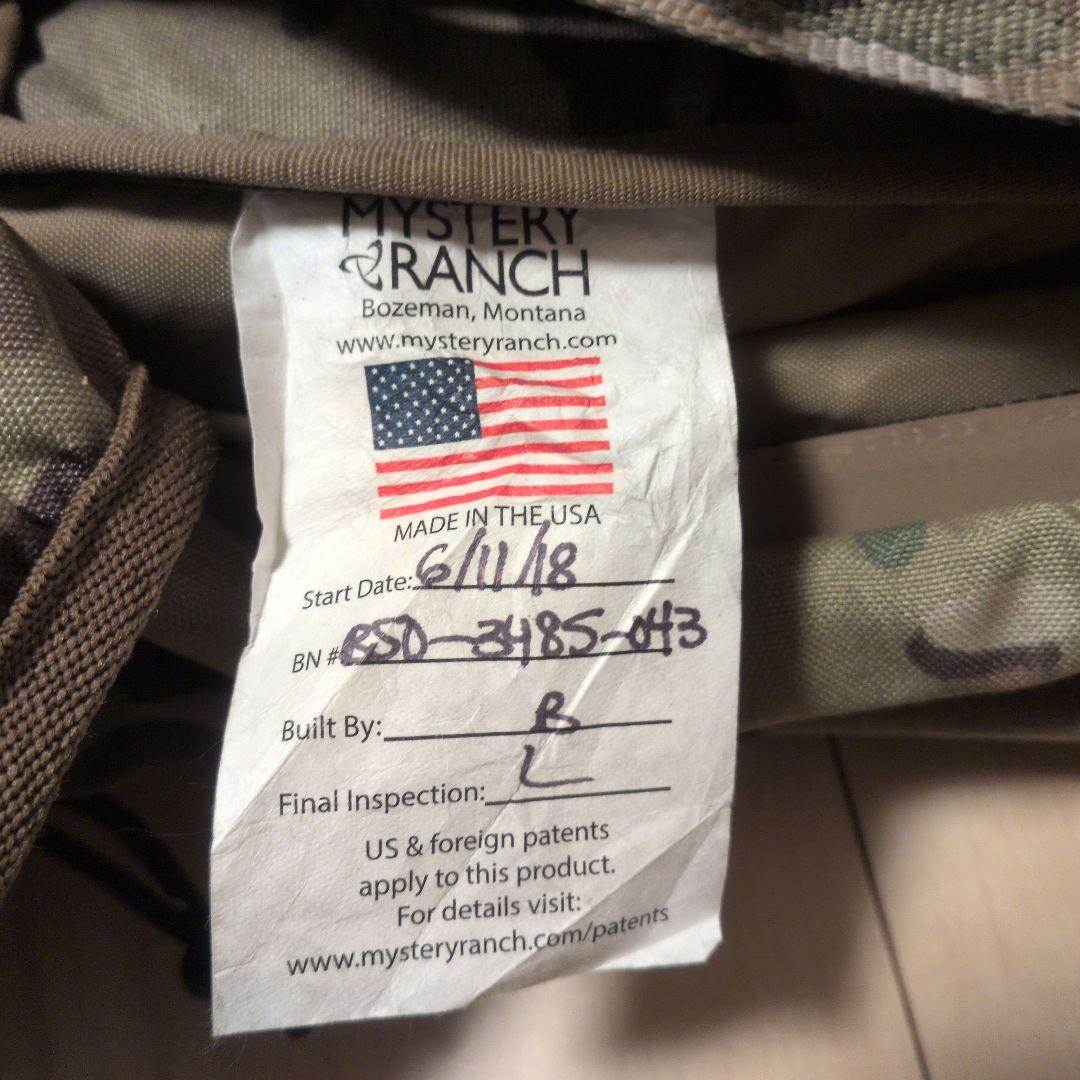 MYSTERY
RANCH
Bozeman, Montana
www.mysteryranch.com
MADE IN THE USA
Start Date: 6/11/18
BN # BSD-3485-043
Built By: B
Final Inspection: L
US & foreign patents
apply to this product.
For details visit:
www.mysteryranch.com/patents